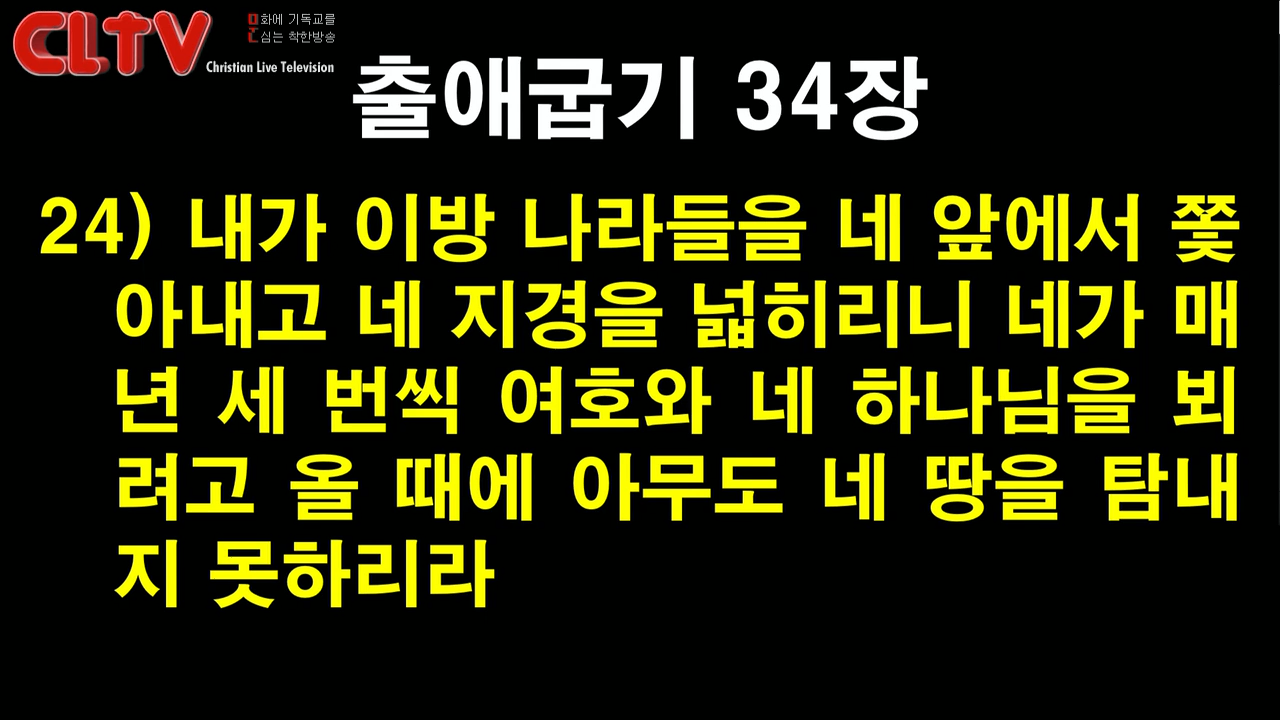 CLTV
문화에 기독교를
심는 착한방송
Christian Live Television
출애굽기 34장
24) 내가 이방 나라들을 네 앞에서 쫓
아내고 네 지경을 넓히리니 네가 매
년 세 번씩 여호와 네 하나님을 뵈
려고 올 때에 아무도 네 땅을 탐내
지 못하리라